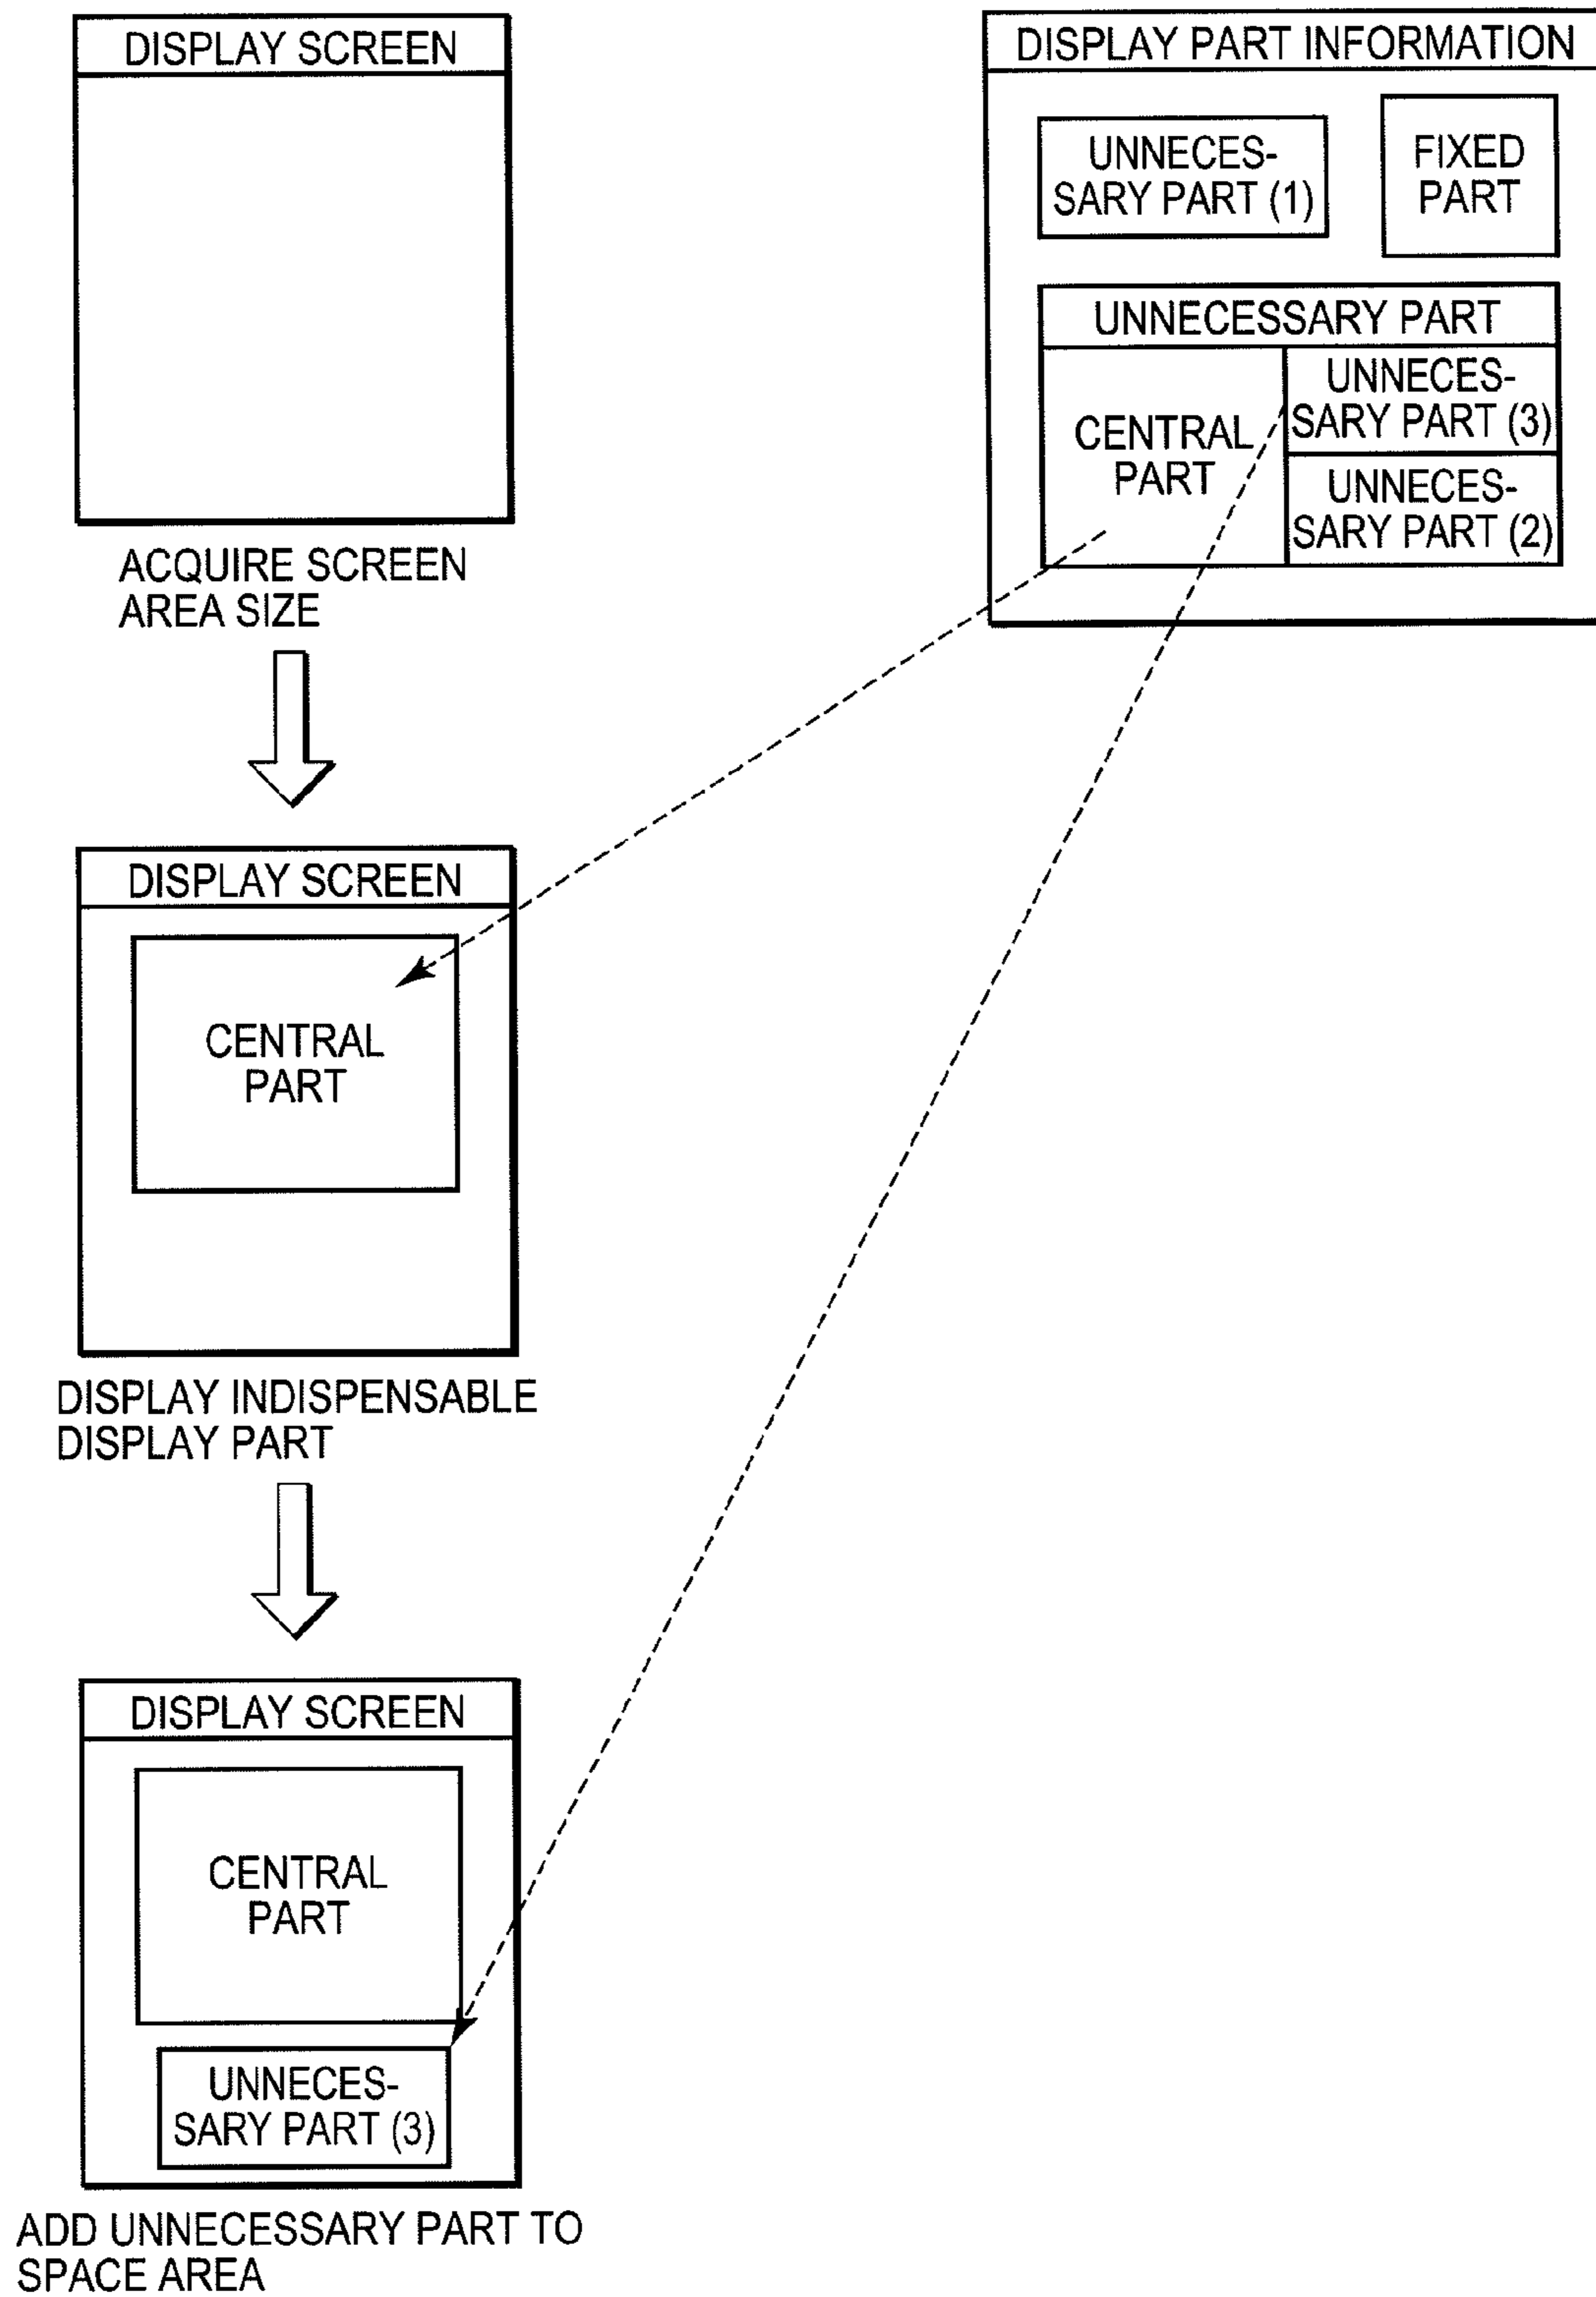 DISPLAY SCREEN
ACQUIRE SCREEN
AREA SIZE
DISPLAY SCREEN
CENTRAL
PART
DISPLAY INDISPENSABLE
DISPLAY PART
DISPLAY SCREEN
CENTRAL
PART
UNNECES-
SARY PART (3)
ADD UNNECESSARY PART TO
SPACE AREA
DISPLAY PART INFORMATION
UNNECES-
SARY PART (1)
FIXED
PART
UNNECESSARY PART
CENTRAL
PART
UNNECES-
SARY PART (3)
UNNECES-
SARY PART (2)